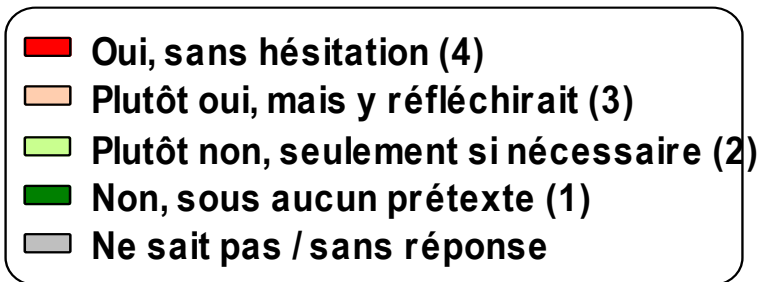 Oui, sans hésitation (4)
Plutôt oui, mais y réfléchirait (3)
Plutôt non, seulement si nécessaire (2)
Non, sous aucun prétexte (1)
Ne sait pas / sans réponse